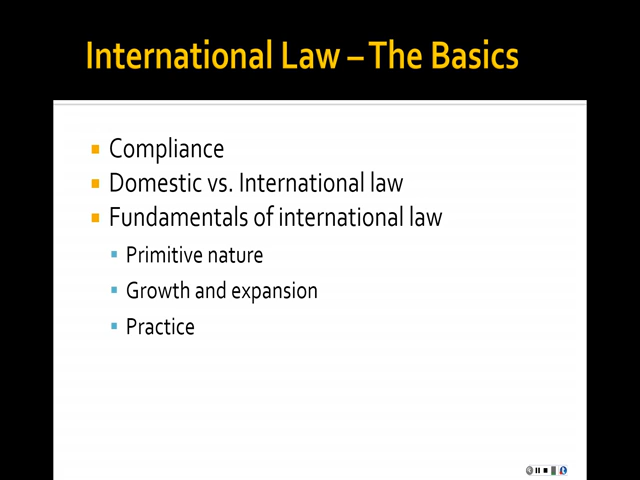 International Law – The Basics
Compliance
Domestic vs. International law
Fundamentals of international law
Primitive nature
Growth and expansion
Practice